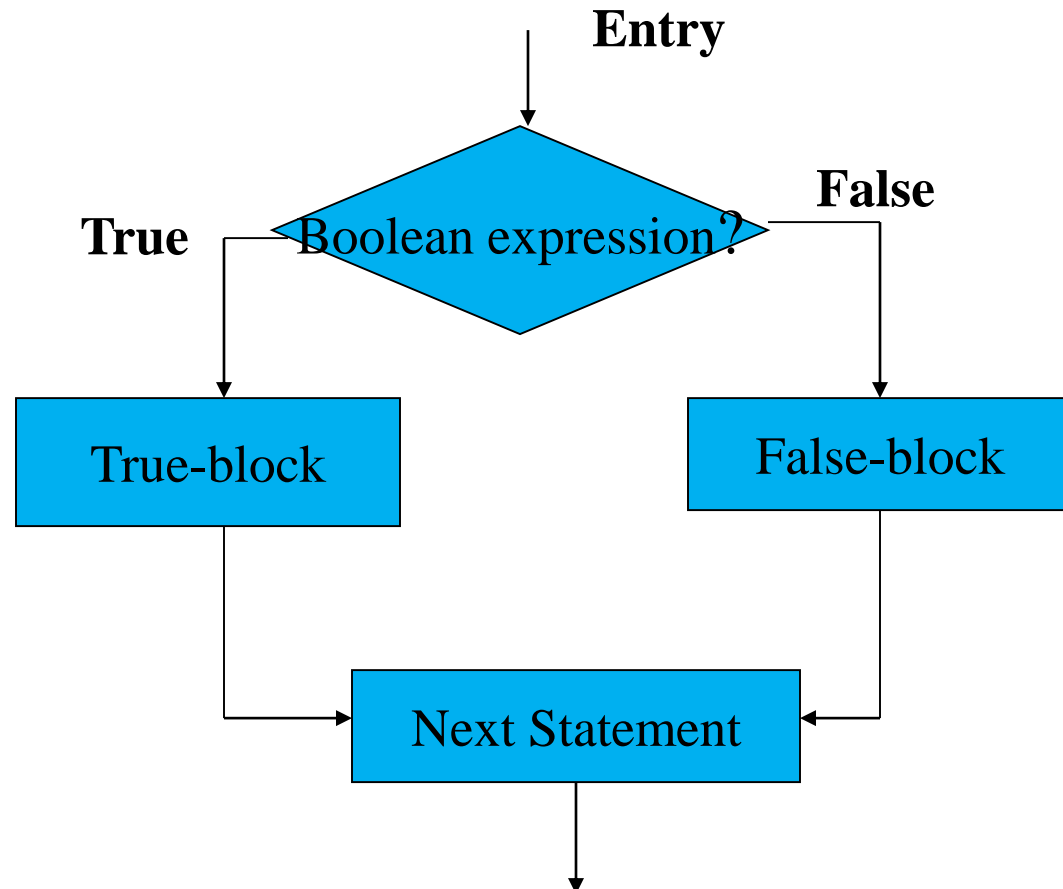 Entry
False
True
Boolean expression?
True-block
False-block
Next Statement